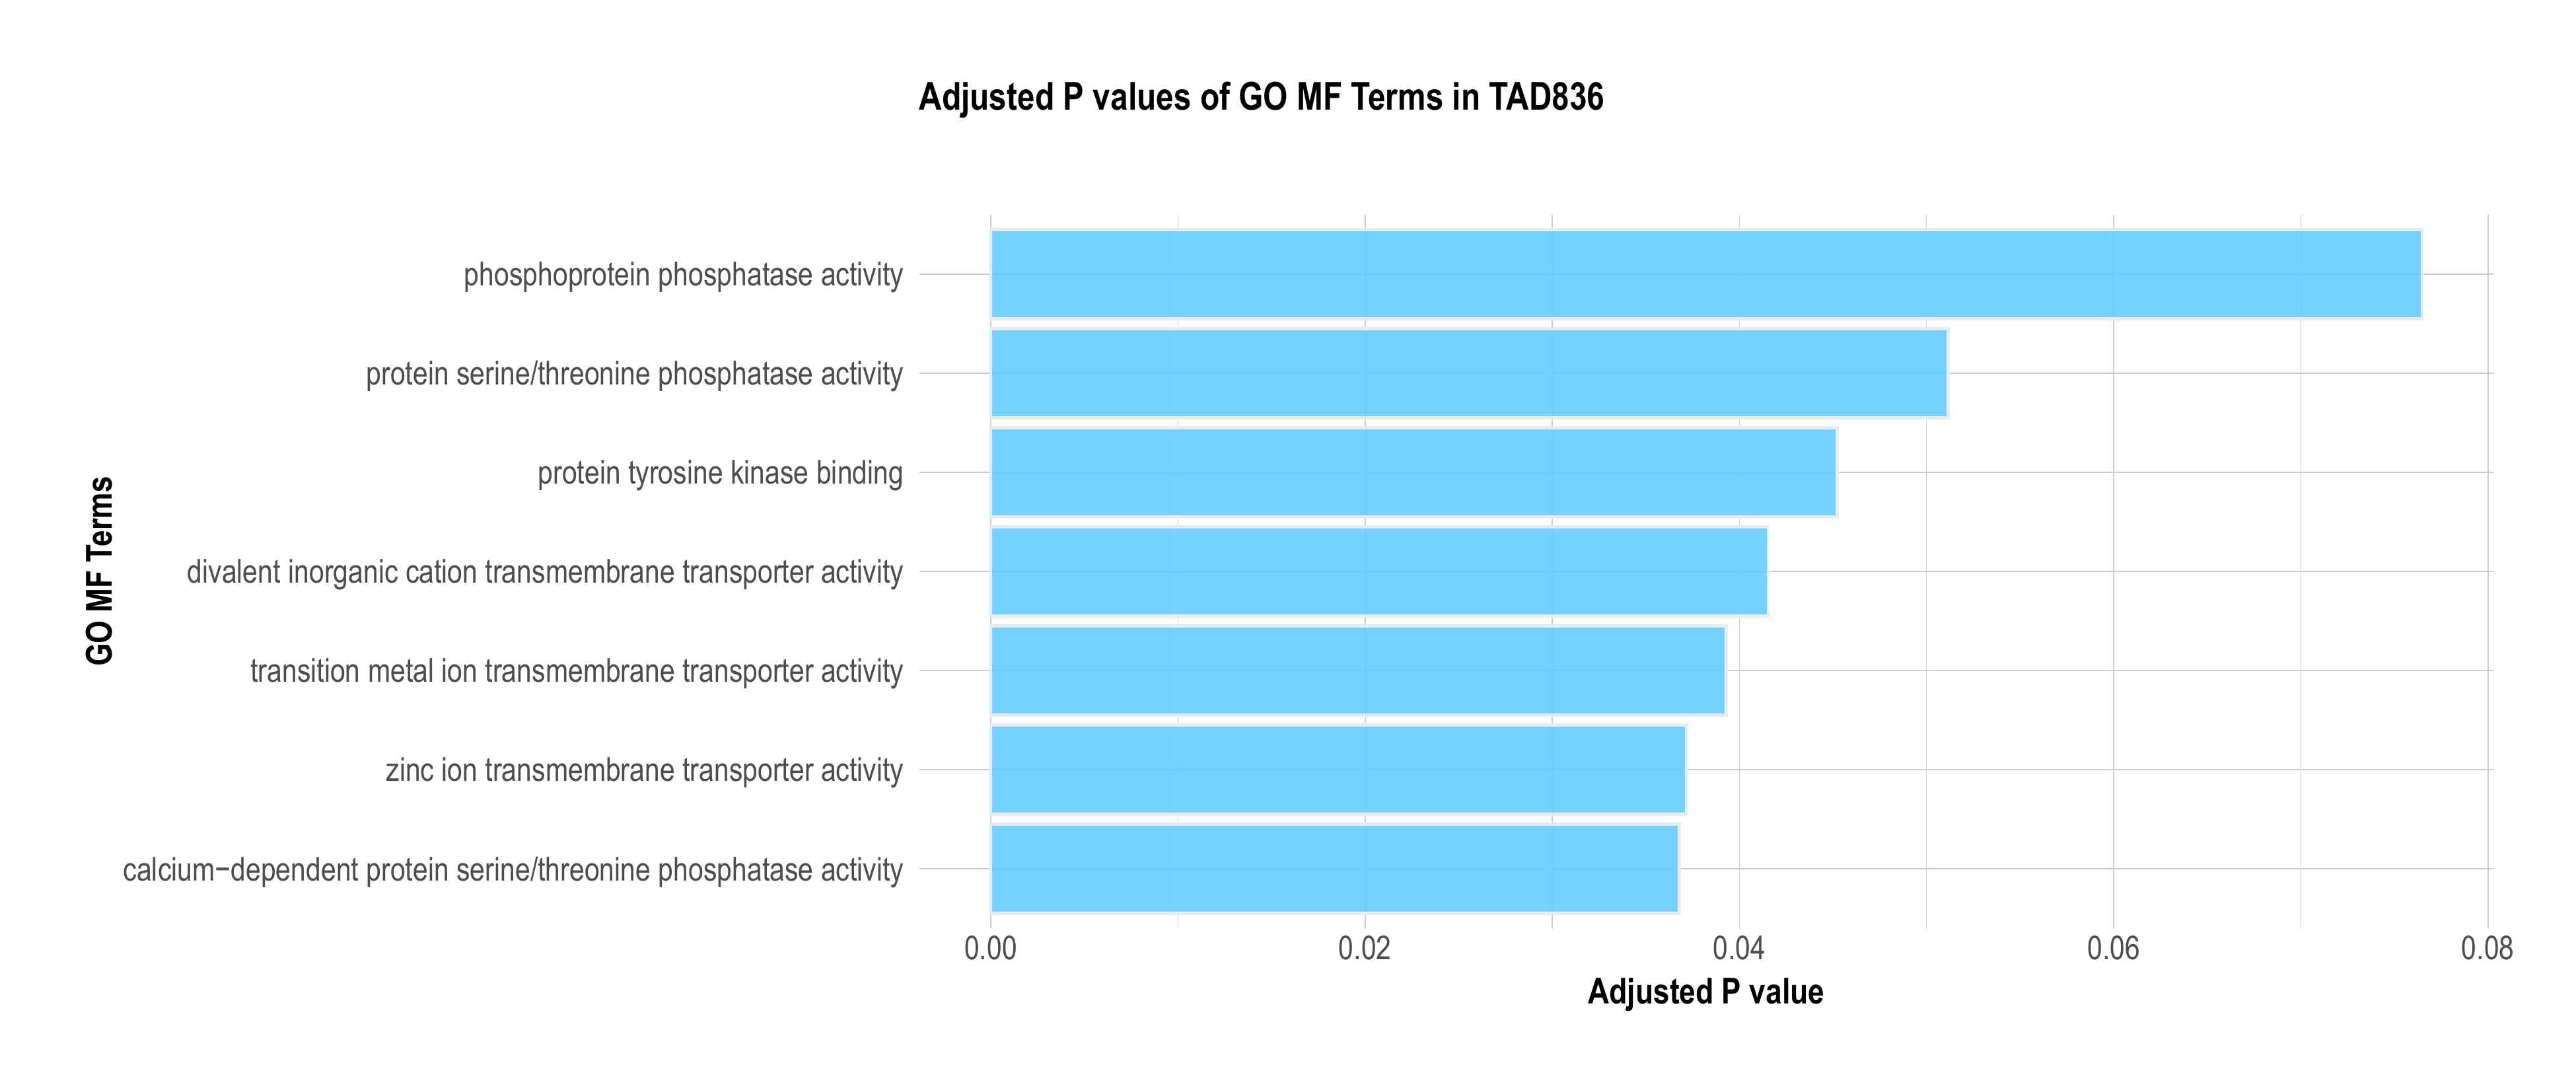 Adjusted P values of GO MF Terms in TAD836
GO MF Terms
phosphoprotein phosphatase activity
protein serine/threonine phosphatase activity
protein tyrosine kinase binding
divalent inorganic cation transmembrane transporter activity
transition metal ion transmembrane transporter activity
zinc ion transmembrane transporter activity
calcium−dependent protein serine/threonine phosphatase activity
0.00 0.02 0.04 0.06 0.08
Adjusted P value